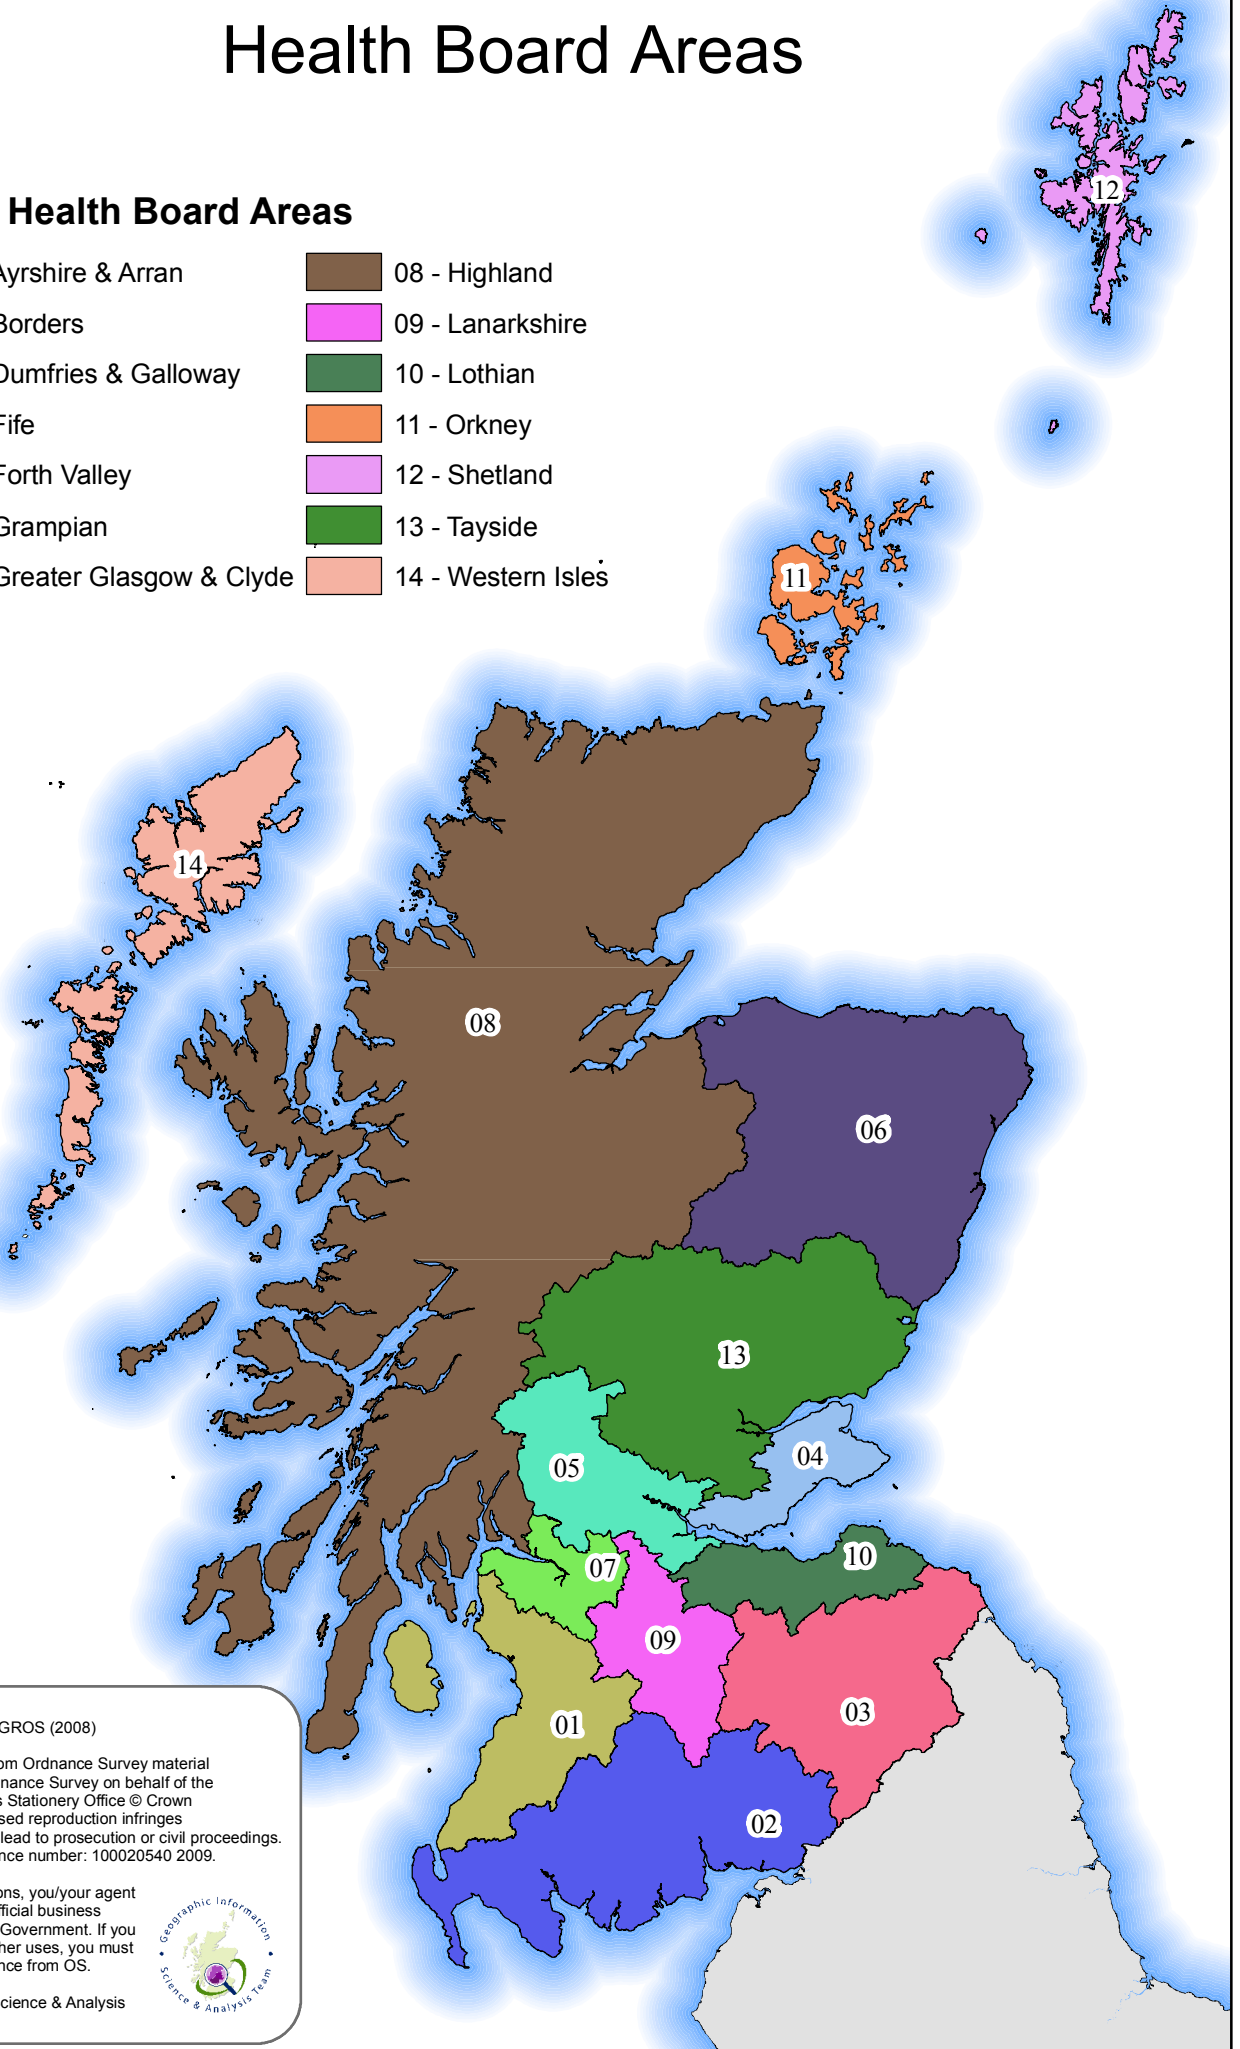 Health Board Areas
Health Board Areas
Ayrshire & Arran
Borders
Dumfries & Galloway
Fife
Forth Valley
Grampian
Greater Glasgow & Clyde
08 - Highland
09 - Lanarkshire
10 - Lothian
11 - Orkney
12 - Shetland
13 - Tayside
14 - Western Isles
12
11
14
08
06
13
04
05
10
07
09
03
01
02
GROS (2008)
om Ordnance Survey material
nance Survey on behalf of the
s Stationery Office © Crown
sed reproduction infringes
lead to prosecution or civil proceedings.
nce number: 100020540 2009.
ons, you/your agent
fficial business
Government. If you
her uses, you must
nce from OS.
cience & Analysis
Geographic Information
Science & Analysis Team